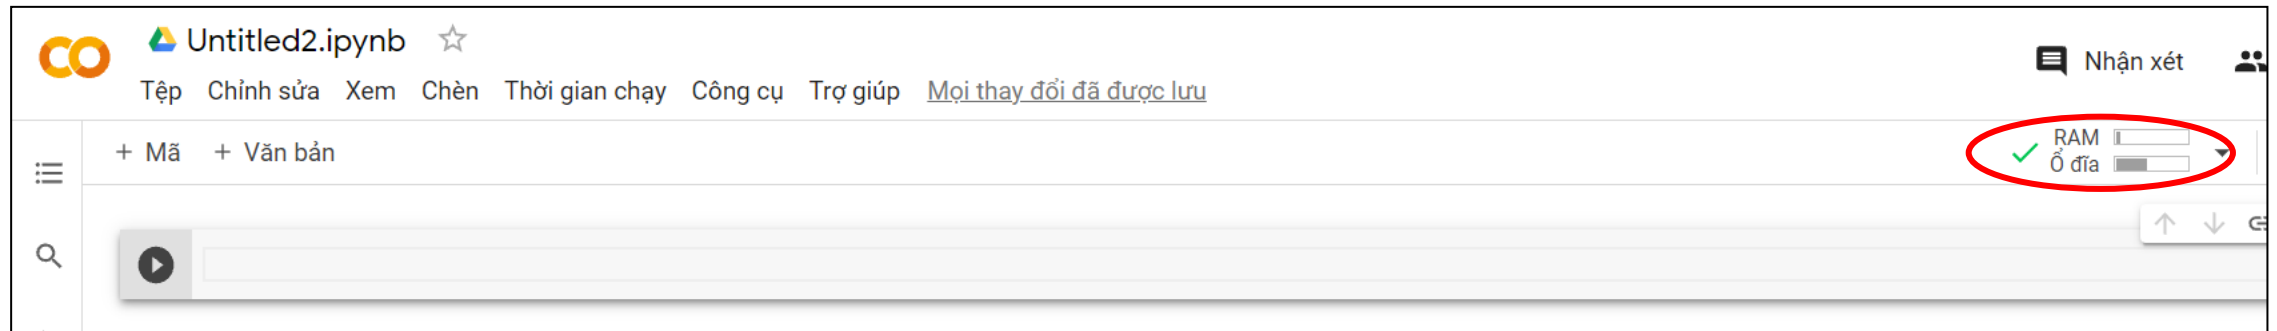 Untitled2.ipynb
Nhận xét
Tệp Chỉnh sửa Xem Chèn Thời gian chạy Công cụ Trợ giúp Mọi thay đổi đã được lưu
+ Mã + Văn bản
RAM
Ổ đĩa